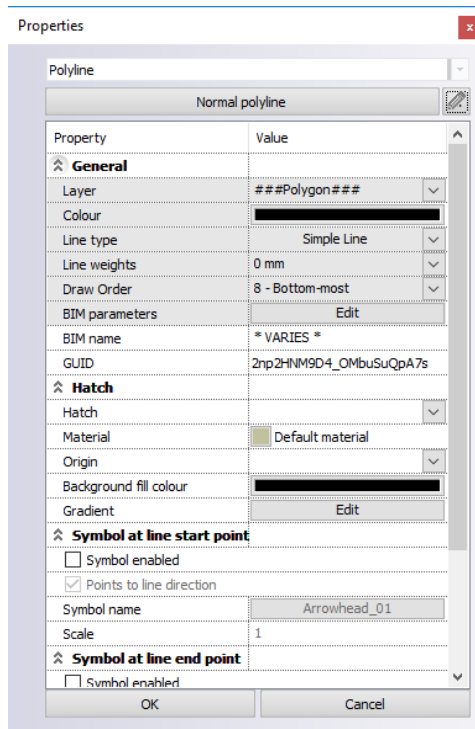 Properties
x
Polyline
Normal polyline
Property Value
General
Layer ###Polygon###
Colour
Line type Simple Line
Line weights 0 mm
Draw Order 8 - Bottom-most
BIM parameters Edit
BIM name * VARIES *
GUID 2np2HNM9D4_OMbuSuQpA7s
Hatch
Hatch
Material Default material
Origin
Background fill colour
Gradient Edit
Symbol at line start point
Symbol enabled
Points to line direction
Symbol name Arrowhead_01
Scale 1
Symbol at line end point
Symbol enabled
OK Cancel